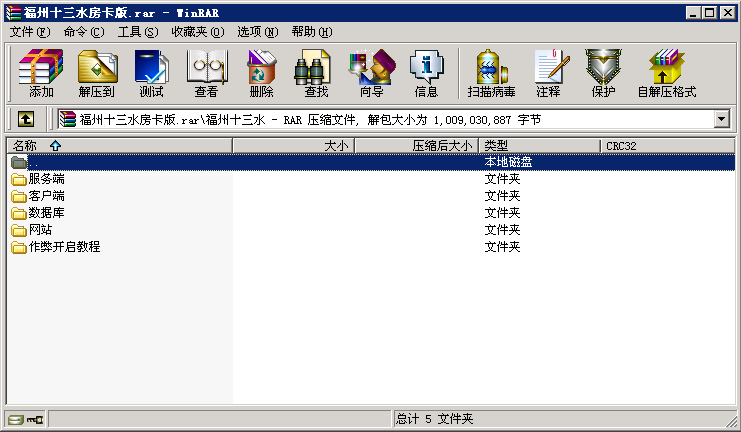 福州十三水房卡版.rar - WinRAR
文件(F) 命令(C) 工具(S) 收藏夹(O) 选项(N) 帮助(H)
添加 解压到 测试 查看 删除 查找 向导 信息 扫描病毒 注释 保护 自解压格式
福州十三水房卡版.rar\福州十三水 - RAR 压缩文件, 解包大小为 1,009,030,887 字节
名称 大小 压缩后大小 类型 CRC32
.. 本地磁盘
服务端 文件夹
客户端 文件夹
数据库 文件夹
网站 文件夹
作弊开启教程 文件夹
总计 5 文件夹